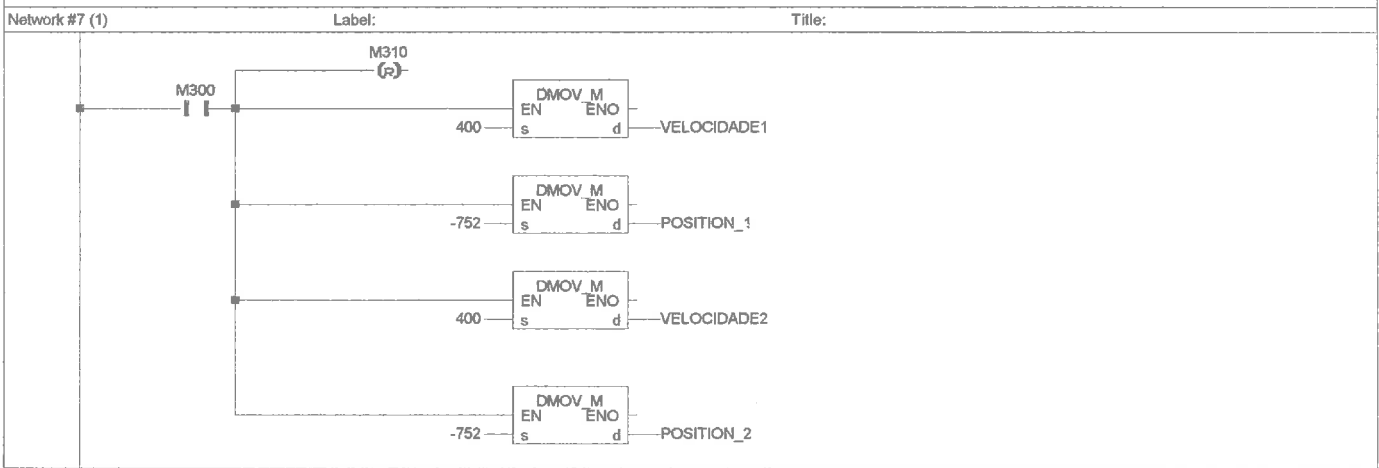 Network #7 (1) Label: Title:
M310
(R)
M300
DMOV_M
EN ENO
400 s d VELOCIDADE1
DMOV_M
EN ENO
-752 s d POSITION_1
DMOV_M
EN ENO
400 s d VELOCIDADE2
DMOV_M
EN ENO
-752 s d POSITION_2